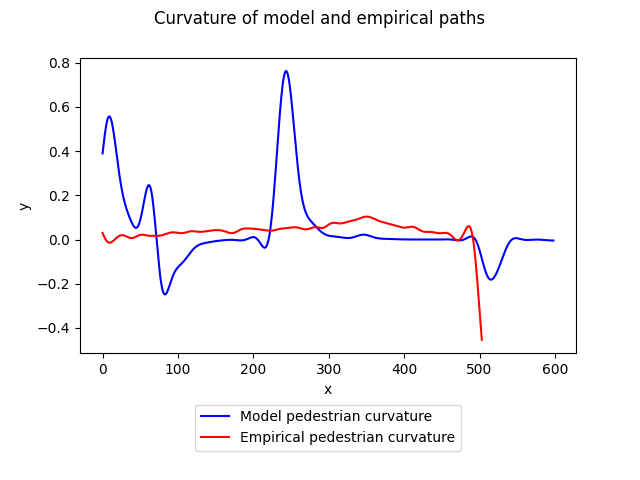 Curvature of model and empirical paths
0.8
0.6
0.4
0.2
0.0
−0.2
−0.4
y
0 100 200 300 400 500 600
x
Model pedestrian curvature
Empirical pedestrian curvature